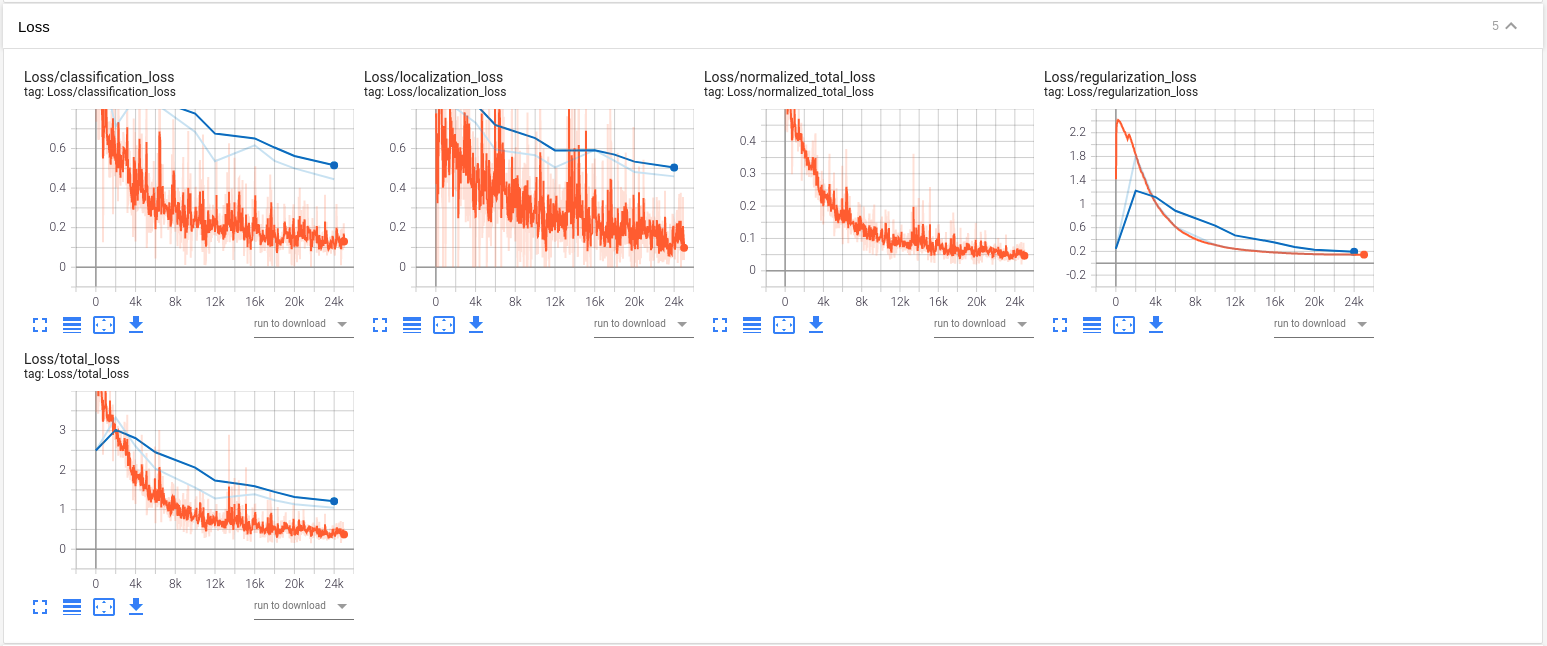 Loss
5
Loss/classification_loss
tag: Loss/classification_loss
0.6
0.4
0.2
0
0 4k 8k 12k 16k 20k 24k
run to download
Loss/localization_loss
tag: Loss/localization_loss
0.6
0.4
0.2
0
0 4k 8k 12k 16k 20k 24k
run to download
Loss/normalized_total_loss
tag: Loss/normalized_total_loss
0.4
0.3
0.2
0.1
0
0 4k 8k 12k 16k 20k 24k
run to download
Loss/regularization_loss
tag: Loss/regularization_loss
2.2
1.8
1.4
1
0.6
0.2
-0.2
0 4k 8k 12k 16k 20k 24k
run to download
Loss/total_loss
tag: Loss/total_loss
3
2
1
0
0 4k 8k 12k 16k 20k 24k
run to download